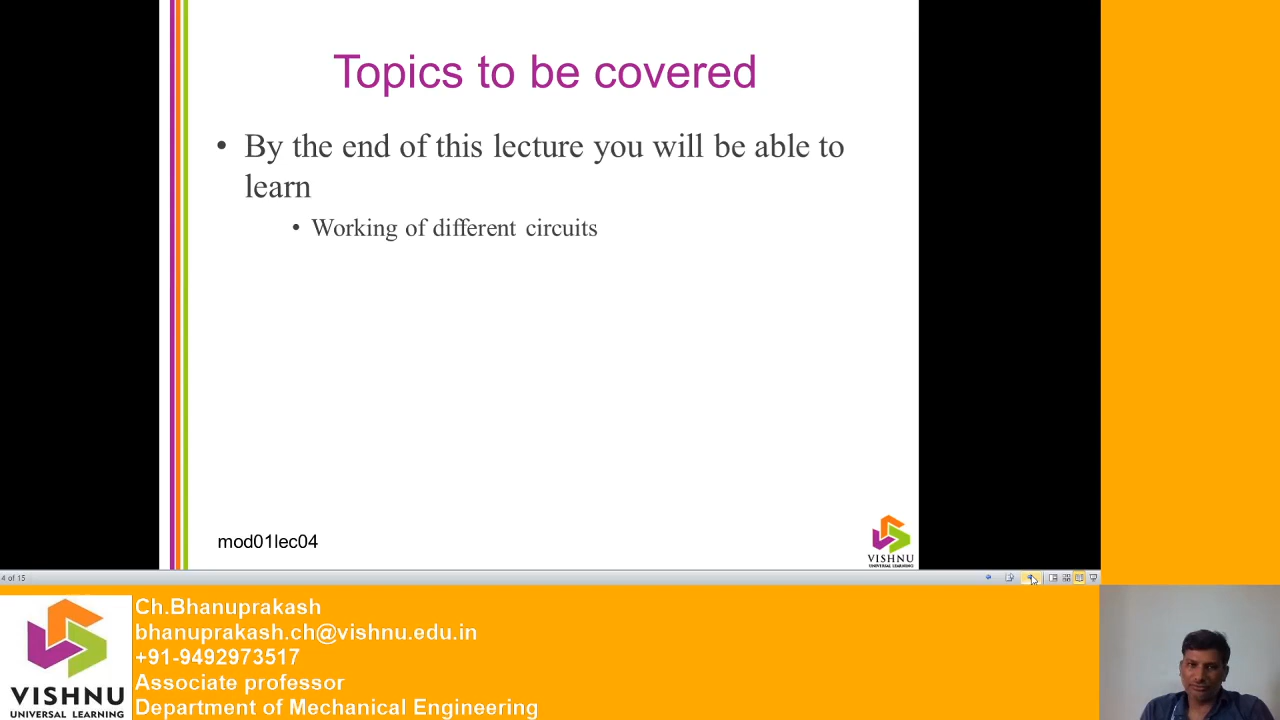 Topics to be covered
• By the end of this lecture you will be able to
learn
• Working of different circuits
mod01lec04
VISHNU
UNIVERSAL LEARNING
4 of 15
Ch.Bhanuprakash
bhanuprakash.ch@vishnu.edu.in
+91-9492973517
Associate professor
Department of Mechanical Engineering
VISHNU
UNIVERSAL LEARNING